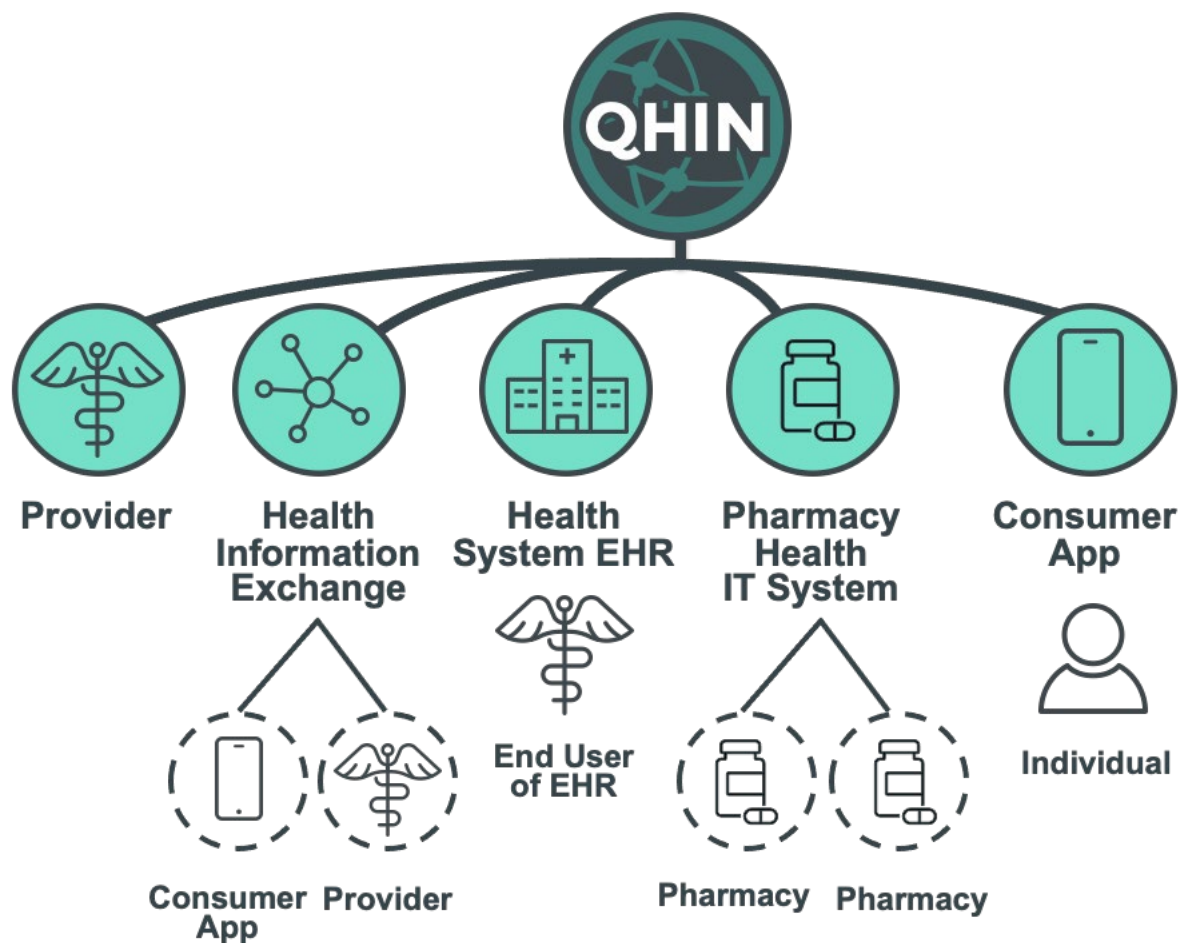 QHIN
Provider
Health
Information
Exchange
Health
System EHR
Pharmacy
Health
IT System
Consumer
App
End User
of EHR
Individual
Consumer
App
Provider
Pharmacy
Pharmacy